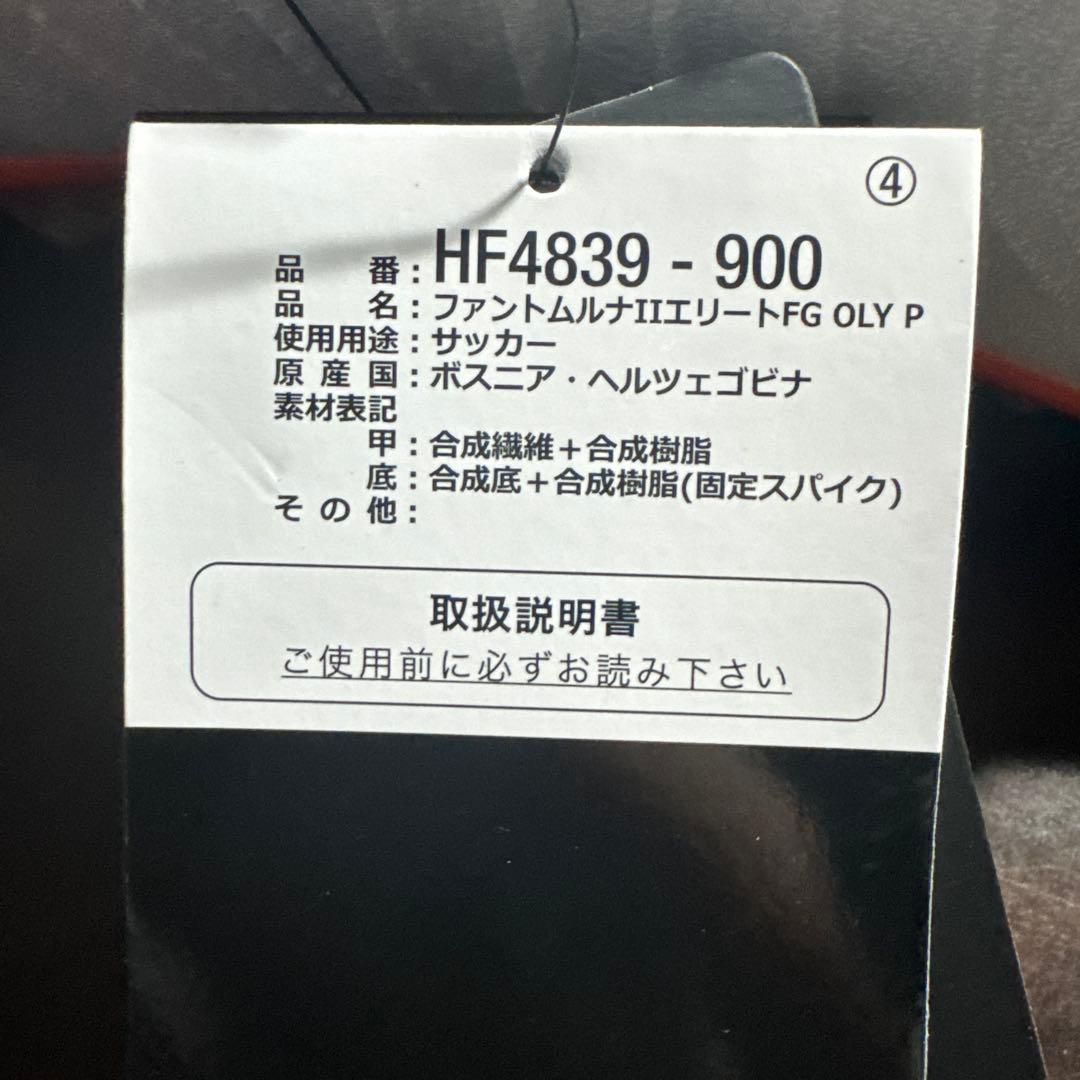 ④
品 番:HF4839 - 900
品 名:ファントムルナIIエリートFG OLY P
使用用途:サッカー
原 産 国:ボスニア・ヘルツェゴビナ
素材表記
甲:合成繊維+合成樹脂
底:合成底+合成樹脂(固定スパイク)
そ の 他:
取扱説明書
ご使用前に必ずお読み下さい